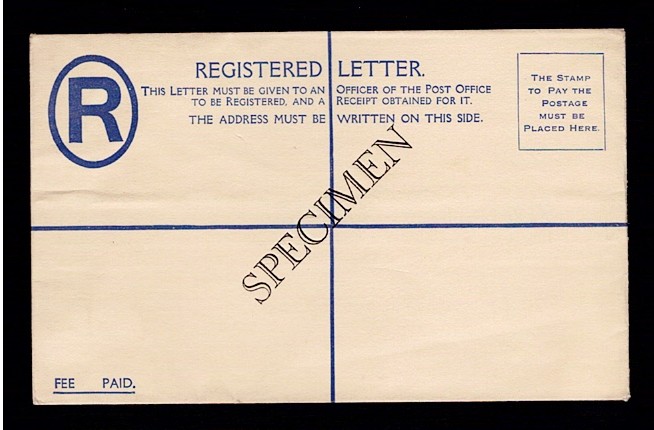 R
REGISTERED LETTER.
THIS LETTER MUST BE GIVEN TO AN OFFICER OF THE POST OFFICE
TO BE REGISTERED, AND A RECEIPT OBTAINED FOR IT.
THE ADDRESS MUST BE WRITTEN ON THIS SIDE.
THE STAMP
TO PAY THE
POSTAGE
MUST BE
PLACED HERE.
SPECIMEN
FEE PAID.